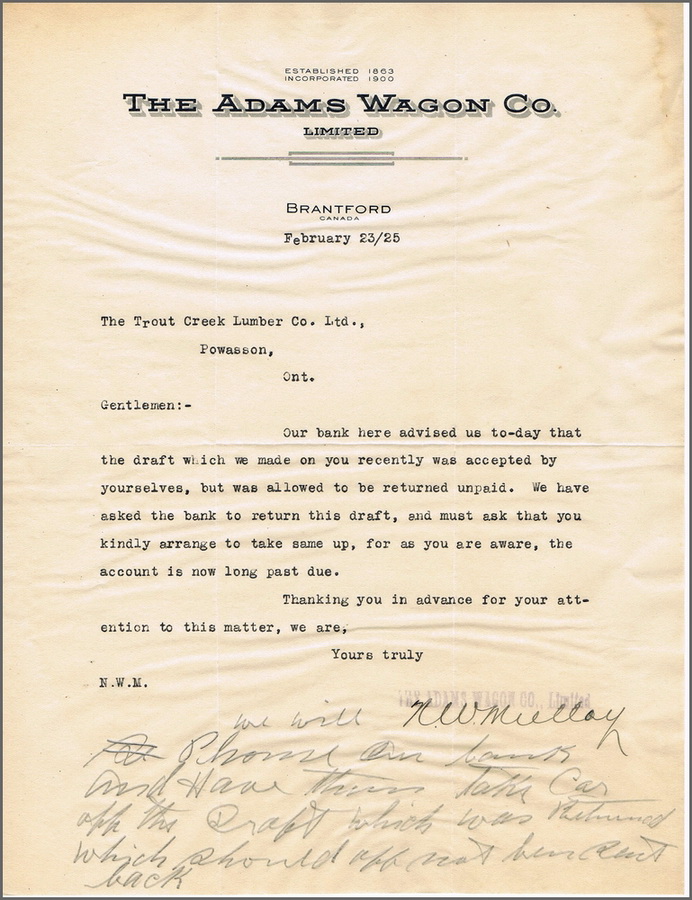 ESTABLISHED 1863
INCORPORATED 1900
THE ADAMS WAGON CO.
LIMITED
BRANTFORD
CANADA
February 23/25
The Trout Creek Lumber Co. Ltd.,
Powasson,
Ont.
Gentlemen:-
Our bank here advised us to-day that
the draft which we made on you recently was accepted by
yourselves, but was allowed to be returned unpaid. We have
asked the bank to return this draft, and must ask that you
kindly arrange to take same up, for as you are aware, the
account is now long past due.
Thanking you in advance for your att-
ention to this matter, we are,
Yours truly
N.W.M.
THE ADAMS WAGON CO., Limited
we will
Phone our bank
and Have them take Car
off the Draft which was Returned
which should off not been sent
back